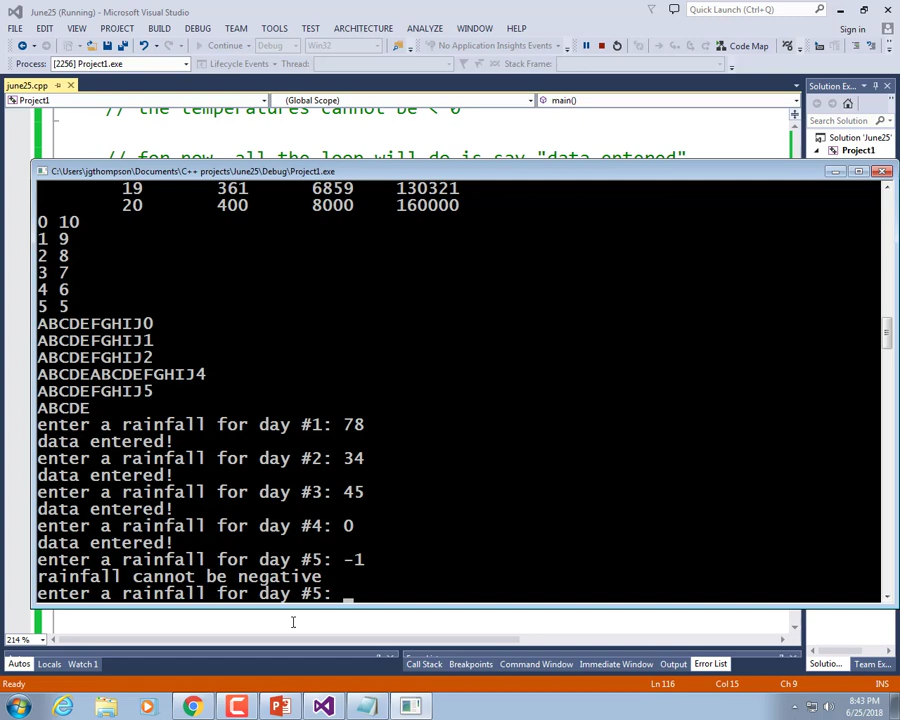 June25 (Running) - Microsoft Visual Studio
Quick Launch (Ctrl+Q)
FILE EDIT VIEW PROJECT BUILD DEBUG TEAM TOOLS TEST ARCHITECTURE ANALYZE WINDOW HELP
Sign in
Continue Debug Win32 No Application Insights Events Code Map
Process: [2256] Project1.exe Lifecycle Events Thread: Stack Frame:
june25.cpp
Solution Ex...
Project1 (Global Scope) main()
// the temperatures cannot be < 0
Search Solution
Solution 'June25'
Project1
// for now, all the loop will do is say "data entered"
C:\Users\jgthompson\Documents\C++ projects\June25\Debug\Project1.exe
19 361 6859 130321
20 400 8000 160000
0 10
1 9
2 8
3 7
4 6
5 5
ABCDEFGHIJ0
ABCDEFGHIJ1
ABCDEFGHIJ2
ABCDEABCDEFGHIJ4
ABCDEFGHIJ5
ABCDE
enter a rainfall for day #1: 78
data entered!
enter a rainfall for day #2: 34
data entered!
enter a rainfall for day #3: 45
data entered!
enter a rainfall for day #4: 0
data entered!
enter a rainfall for day #5: -1
rainfall cannot be negative
enter a rainfall for day #5:
214 %
Autos Locals Watch 1
Call Stack Breakpoints Command Window Immediate Window Output Error List
Solutio... Team Ex...
Ready Ln 116 Col 15 Ch 9 INS
8:43 PM
6/25/2018